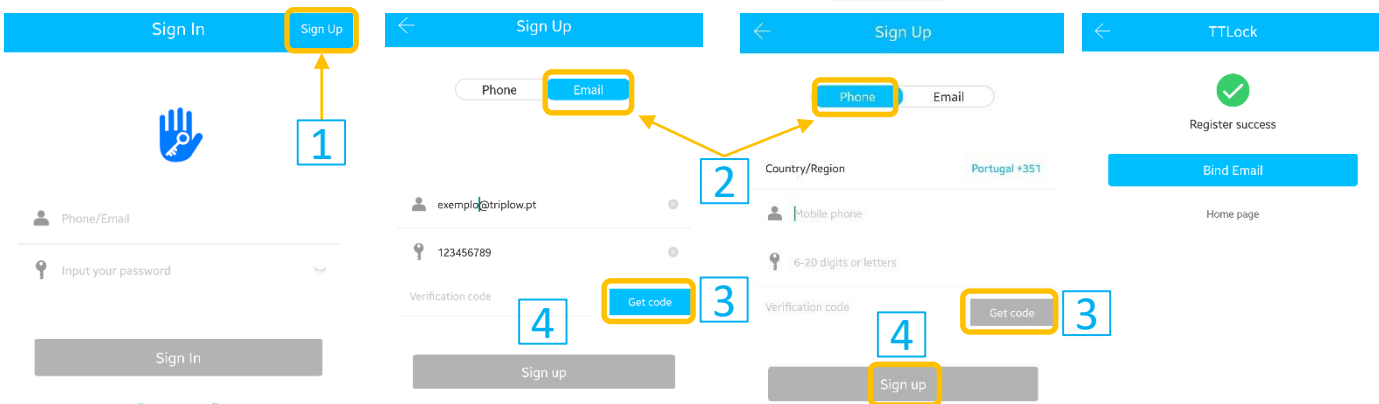 Sign In
Sign Up
1
Phone/Email
Input your password
Sign In
Sign Up
Phone
Email
exemplo@triplow.pt
123456789
Verification code
Get code
3
4
Sign up
2
Sign Up
Phone
Email
Country/Region
Portugal +351
Mobile phone
6-20 digits or letters
Verification code
Get code
3
4
Sign up
TTLock
Register success
Bind Email
Home page